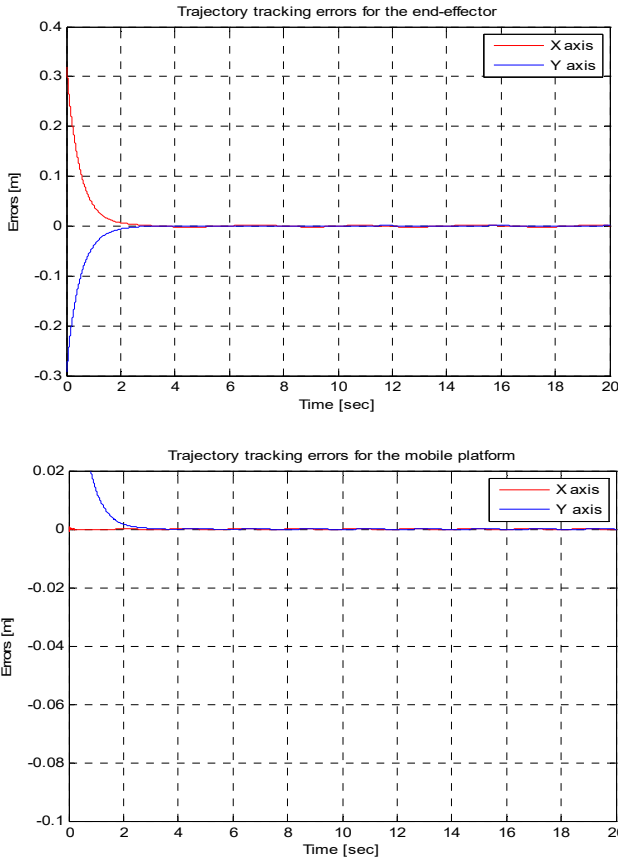 Trajectory tracking errors for the end-effector
0.4
0.3
0.2
0.1
0
-0.1
-0.2
-0.3
Errors [m]
X axis
Y axis
0 2 4 6 8 10 12 14 16 18 20
Time [sec]
Trajectory tracking errors for the mobile platform
0.02
0
-0.02
-0.04
-0.06
-0.08
-0.1
Errors [m]
X axis
Y axis
0 2 4 6 8 10 12 14 16 18 20
Time [sec]